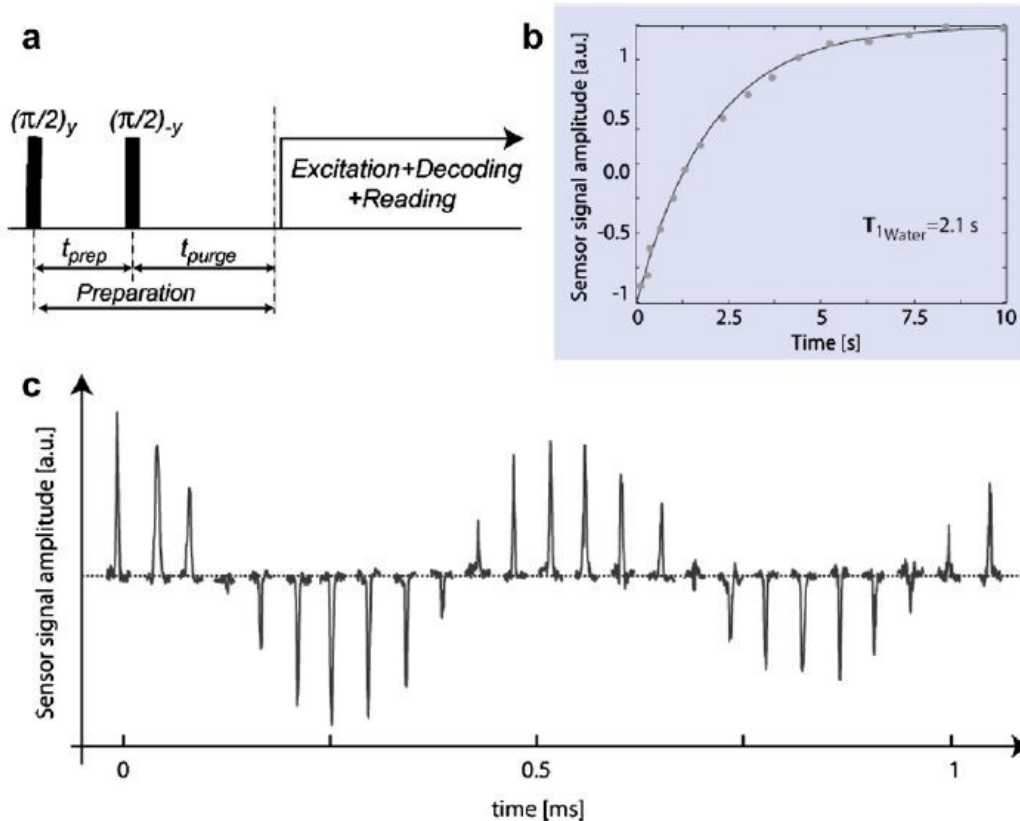 a
(π/2)y (π/2)-y
Excitation+Decoding
+Reading
tprep tpurge
Preparation
b
Semsor signal amplitude [a.u.]
1
0.5
0.0
-0.5
-1
T1Water=2.1 s
0 2.5 5 7.5 10
Time [s]
c
Sensor signal amplitude [a.u.]
0 0.5 1
time [ms]